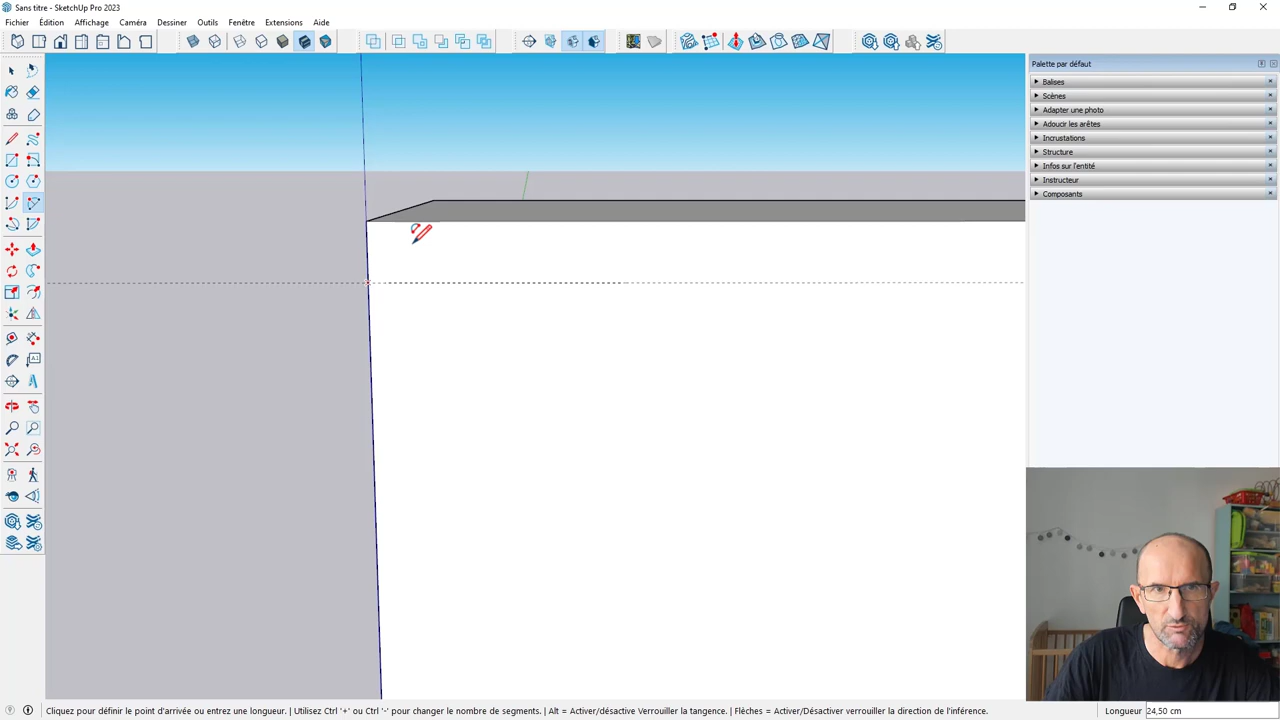 Sans titre - SketchUp Pro 2023
Fichier Édition Affichage Caméra Dessiner Outils Fenêtre Extensions Aide
Palette par défaut
Balises
Scènes
Adapter une photo
Adoucir les arêtes
Incrustations
Structure
Infos sur l'entité
Instructeur
Composants
Cliquez pour définir le point d'arrivée ou entrez une longueur. | Utilisez Ctrl '+' ou Ctrl '-' pour changer le nombre de segments. | Alt = Activer/désactive Verrouiller la tangence. | Flèches = Activer/Désactiver verrouiller la direction de l'inférence.
Longueur 24,50 cm